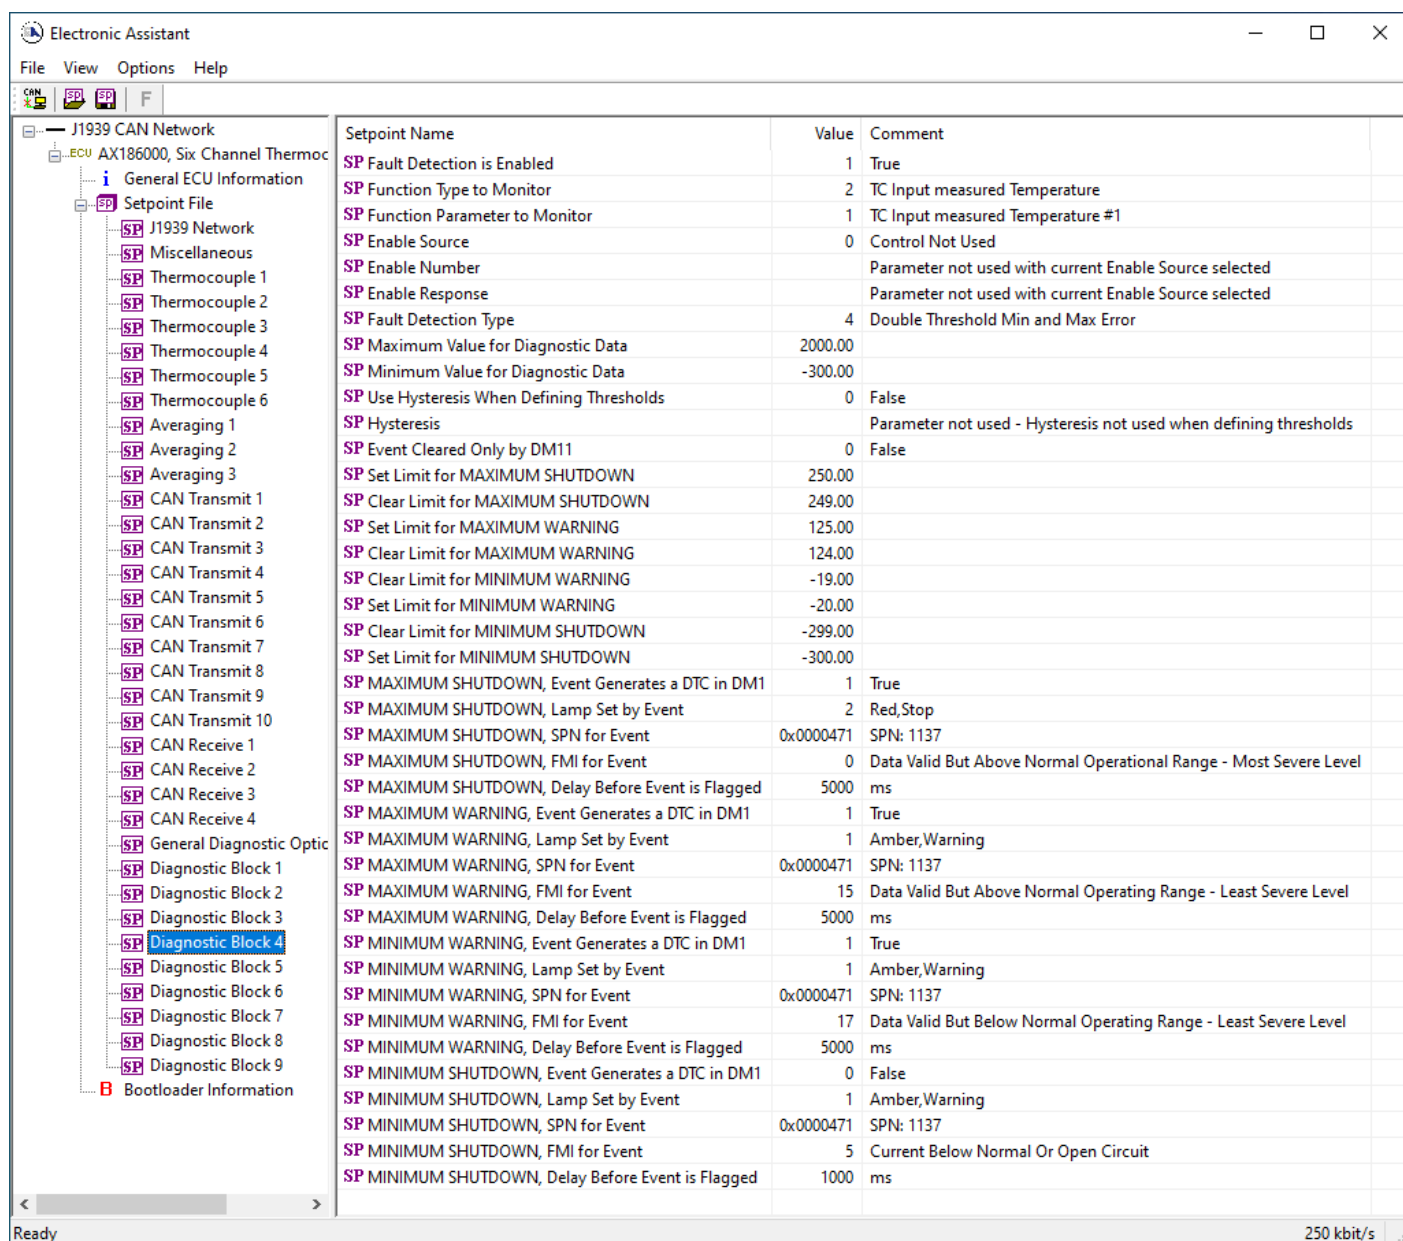 Electronic Assistant
File View Options Help
CAN SP SP F
J1939 CAN Network
ECU AX186000, Six Channel Thermoc
i General ECU Information
SP Setpoint File
SP J1939 Network
SP Miscellaneous
SP Thermocouple 1
SP Thermocouple 2
SP Thermocouple 3
SP Thermocouple 4
SP Thermocouple 5
SP Thermocouple 6
SP Averaging 1
SP Averaging 2
SP Averaging 3
SP CAN Transmit 1
SP CAN Transmit 2
SP CAN Transmit 3
SP CAN Transmit 4
SP CAN Transmit 5
SP CAN Transmit 6
SP CAN Transmit 7
SP CAN Transmit 8
SP CAN Transmit 9
SP CAN Transmit 10
SP CAN Receive 1
SP CAN Receive 2
SP CAN Receive 3
SP CAN Receive 4
SP General Diagnostic Optic
SP Diagnostic Block 1
SP Diagnostic Block 2
SP Diagnostic Block 3
SP Diagnostic Block 4
SP Diagnostic Block 5
SP Diagnostic Block 6
SP Diagnostic Block 7
SP Diagnostic Block 8
SP Diagnostic Block 9
B Bootloader Information
Setpoint Name Value Comment
SP Fault Detection is Enabled 1 True
SP Function Type to Monitor 2 TC Input measured Temperature
SP Function Parameter to Monitor 1 TC Input measured Temperature #1
SP Enable Source 0 Control Not Used
SP Enable Number Parameter not used with current Enable Source selected
SP Enable Response Parameter not used with current Enable Source selected
SP Fault Detection Type 4 Double Threshold Min and Max Error
SP Maximum Value for Diagnostic Data 2000.00
SP Minimum Value for Diagnostic Data -300.00
SP Use Hysteresis When Defining Thresholds 0 False
SP Hysteresis Parameter not used - Hysteresis not used when defining thresholds
SP Event Cleared Only by DM11 0 False
SP Set Limit for MAXIMUM SHUTDOWN 250.00
SP Clear Limit for MAXIMUM SHUTDOWN 249.00
SP Set Limit for MAXIMUM WARNING 125.00
SP Clear Limit for MAXIMUM WARNING 124.00
SP Clear Limit for MINIMUM WARNING -19.00
SP Set Limit for MINIMUM WARNING -20.00
SP Clear Limit for MINIMUM SHUTDOWN -299.00
SP Set Limit for MINIMUM SHUTDOWN -300.00
SP MAXIMUM SHUTDOWN, Event Generates a DTC in DM1 1 True
SP MAXIMUM SHUTDOWN, Lamp Set by Event 2 Red,Stop
SP MAXIMUM SHUTDOWN, SPN for Event 0x0000471 SPN: 1137
SP MAXIMUM SHUTDOWN, FMI for Event 0 Data Valid But Above Normal Operational Range - Most Severe Level
SP MAXIMUM SHUTDOWN, Delay Before Event is Flagged 5000 ms
SP MAXIMUM WARNING, Event Generates a DTC in DM1 1 True
SP MAXIMUM WARNING, Lamp Set by Event 1 Amber,Warning
SP MAXIMUM WARNING, SPN for Event 0x0000471 SPN: 1137
SP MAXIMUM WARNING, FMI for Event 15 Data Valid But Above Normal Operating Range - Least Severe Level
SP MAXIMUM WARNING, Delay Before Event is Flagged 5000 ms
SP MINIMUM WARNING, Event Generates a DTC in DM1 1 True
SP MINIMUM WARNING, Lamp Set by Event 1 Amber,Warning
SP MINIMUM WARNING, SPN for Event 0x0000471 SPN: 1137
SP MINIMUM WARNING, FMI for Event 17 Data Valid But Below Normal Operating Range - Least Severe Level
SP MINIMUM WARNING, Delay Before Event is Flagged 5000 ms
SP MINIMUM SHUTDOWN, Event Generates a DTC in DM1 0 False
SP MINIMUM SHUTDOWN, Lamp Set by Event 1 Amber,Warning
SP MINIMUM SHUTDOWN, SPN for Event 0x0000471 SPN: 1137
SP MINIMUM SHUTDOWN, FMI for Event 5 Current Below Normal Or Open Circuit
SP MINIMUM SHUTDOWN, Delay Before Event is Flagged 1000 ms
Ready 250 kbit/s